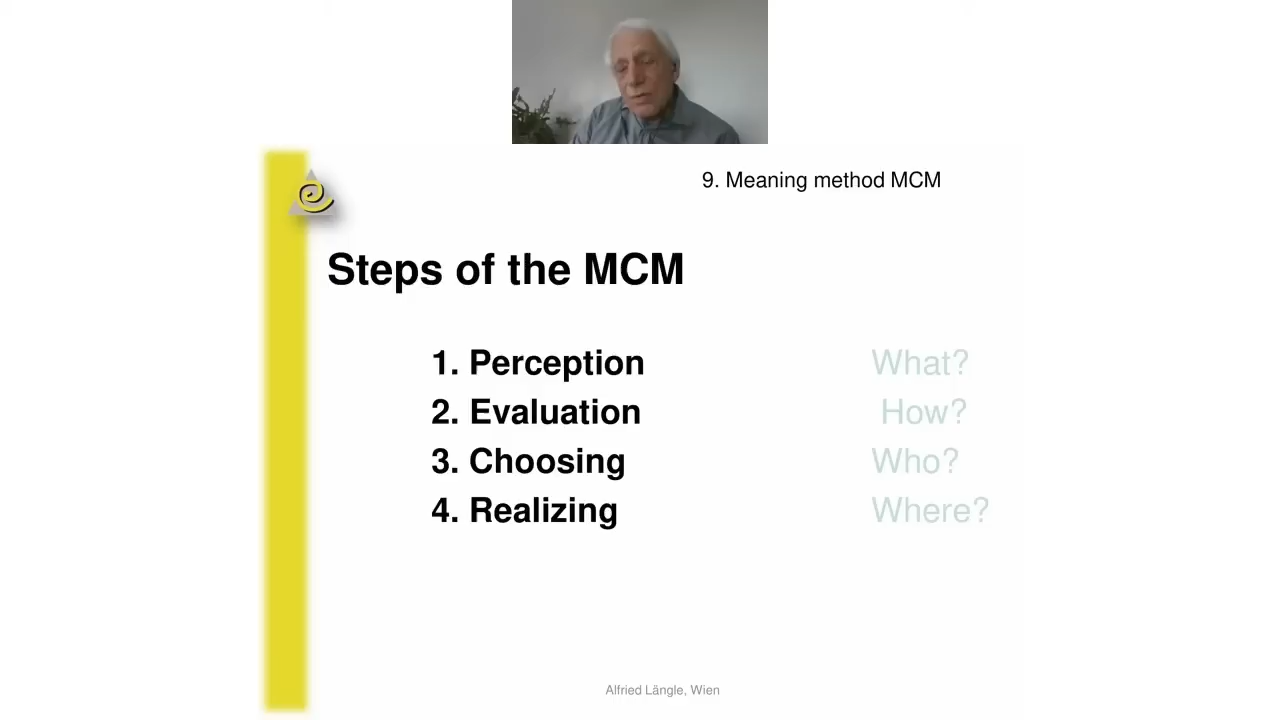 9. Meaning method MCM
Steps of the MCM
1. Perception What?
2. Evaluation How?
3. Choosing Who?
4. Realizing Where?
Alfried Längle, Wien